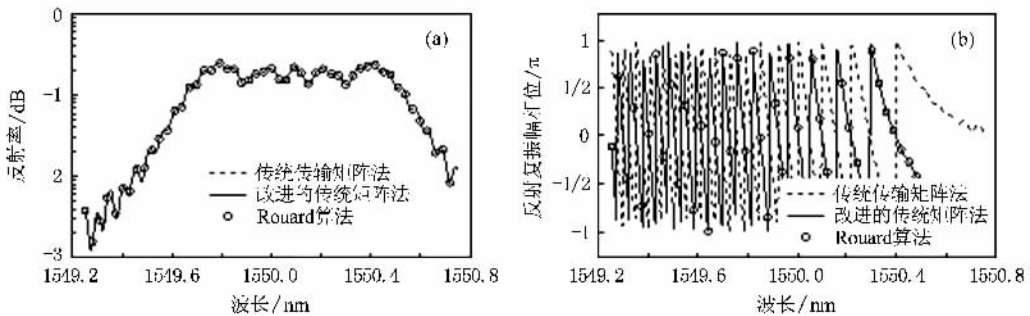 0
-1
2
-3
反射率/dB
(a)
传统传输矩阵法
改进的传统矩阵法
Rouard算法
1549.2 1549.6 1550.0 1550.4 1550.8
波长/nm
1
1/2
0
-1/2
-1
反射复振幅相位/π
(b)
传统传输矩阵法
改进的传统矩阵法
Rouard算法
1549.2 1549.6 1550.0 1550.4 1550.8
波长/nm